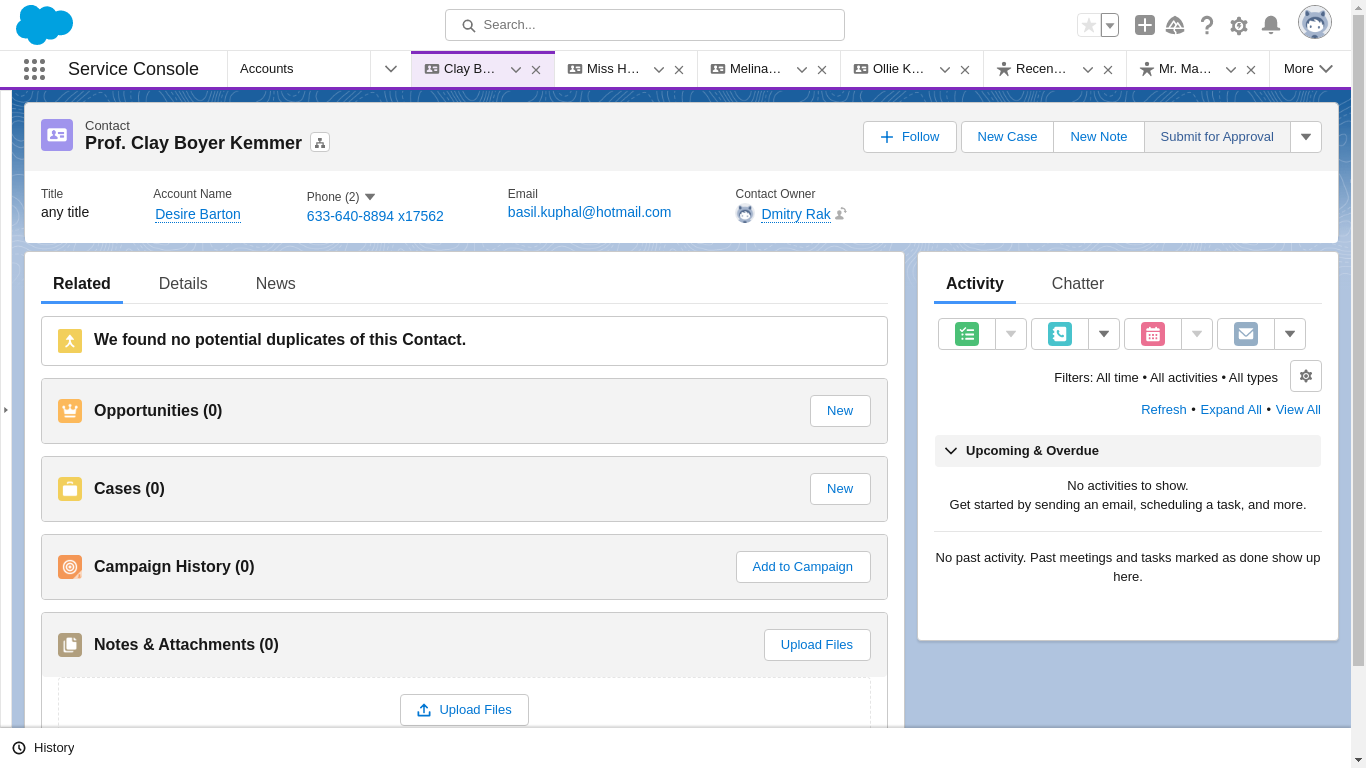 Search...
Service Console
Accounts
Clay B…
Miss H…
Melina…
Ollie K…
Recen…
Mr. Ma…
More
Contact
Prof. Clay Boyer Kemmer
Follow
New Case
New Note
Submit for Approval
Title
Account Name
Phone (2)
Email
Contact Owner
any title
Desire Barton
633-640-8894 x17562
basil.kuphal@hotmail.com
Dmitry Rak
Related
Details
News
We found no potential duplicates of this Contact.
Opportunities (0)
New
Cases (0)
New
Campaign History (0)
Add to Campaign
Notes & Attachments (0)
Upload Files
Upload Files
Activity
Chatter
Filters: All time • All activities • All types
Refresh • Expand All • View All
Upcoming & Overdue
No activities to show.
Get started by sending an email, scheduling a task, and more.
No past activity. Past meetings and tasks marked as done show up
here.
History